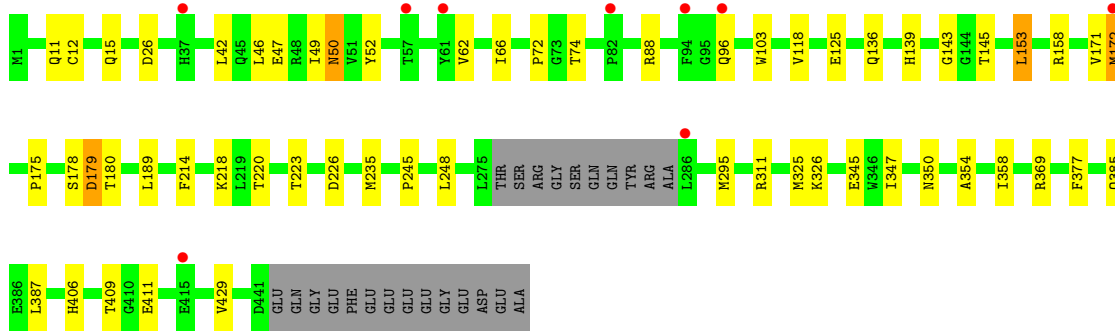 M1 Q11 C12 Q15 D26 H37 L42 Q45 L46 E47 R48 I49 N50 V51 Y52 T57 Y61 V62 I66 P72 G73 T74 P82 R88 F94 G95 Q96 W103 V118 E125 Q136 H139 G143 G144 T145 L153 R158 V171 M172
P175 S178 D179 T180 L189 F214 K218 L219 T220 T223 D226 M235 P245 L248 L275 THR SER ARG GLY SER GLN GLN TYR ARG ALA L286 M295 R311 M325 K326 E345 W346 I347 N350 A354 I358 R369 F377
E386 L387 H406 T409 G410 E411 E415 V429 D441 GLU GLN GLY GLU PHE GLU GLU GLU GLU GLY GLU ASP GLU ALA